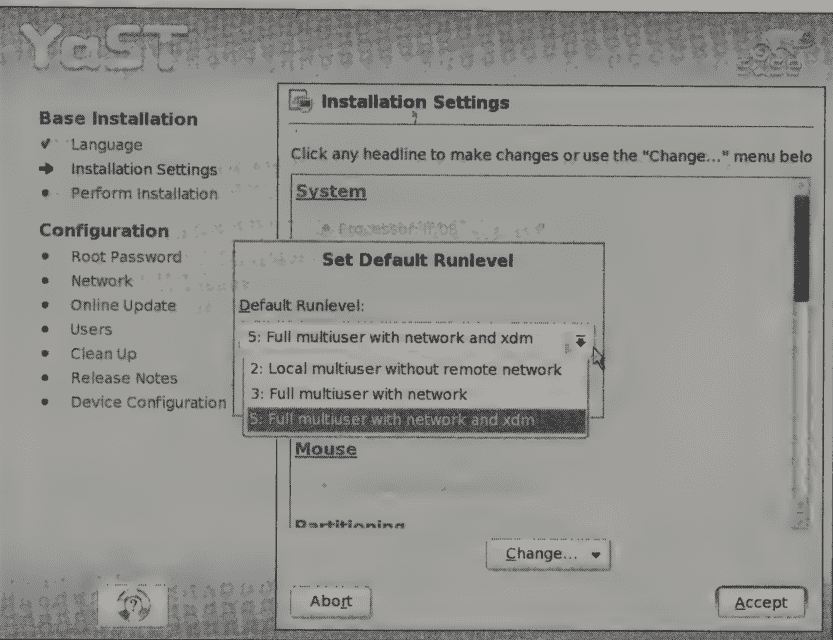 YaST
SuSE
Base Installation
Language
Installation Settings
Perform Installation
Configuration
Root Password
Network
Online Update
Users
Clean Up
Release Notes
Device Configuration
Installation Settings
Click any headline to make changes or use the "Change..." menu belo
System
Set Default Runlevel
Default Runlevel:
5: Full multiuser with network and xdm
2: Local multiuser without remote network
3: Full multiuser with network
5: Full multiuser with network and xdm
Mouse
Partitioning
Change...
Abort
Accept